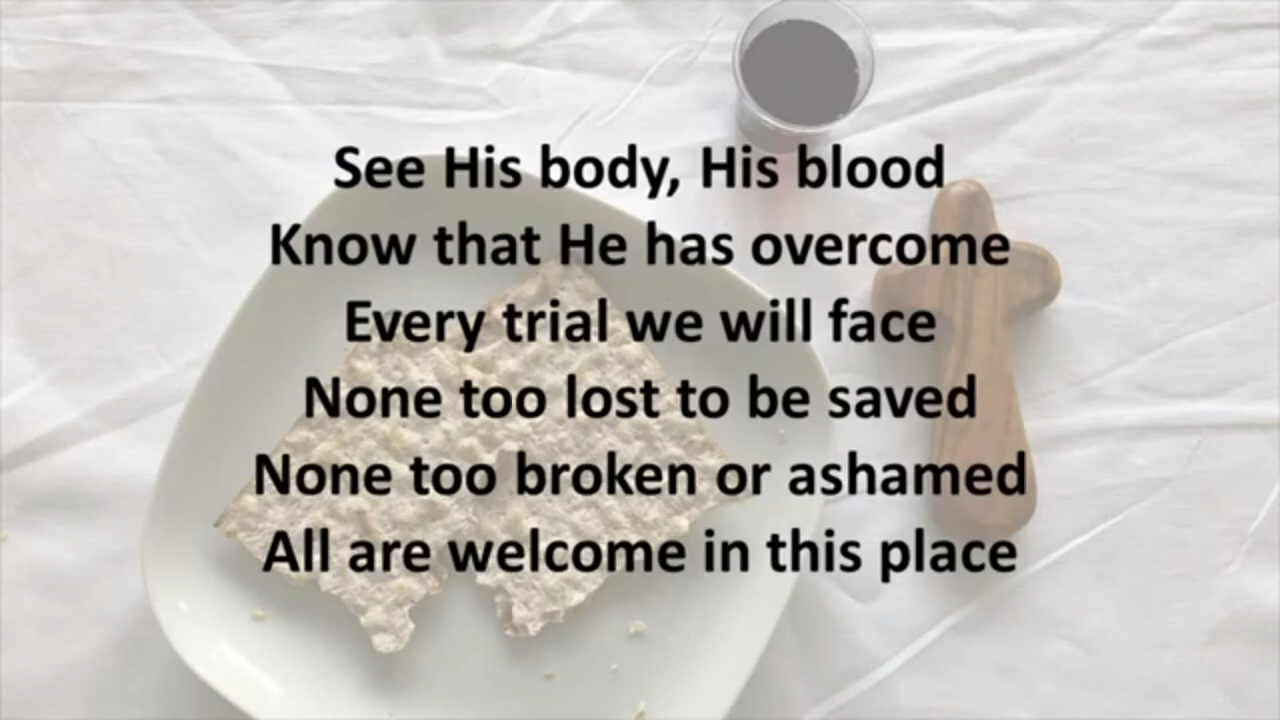 See His body, His blood
Know that He has overcome
Every trial we will face
None too lost to be saved
None too broken or ashamed
All are welcome in this place